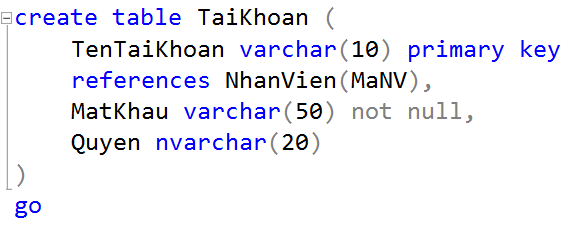 create table TaiKhoan (
TenTaiKhoan varchar(10) primary key
references NhanVien(MaNV),
MatKhau varchar(50) not null,
Quyen nvarchar(20)
)
go